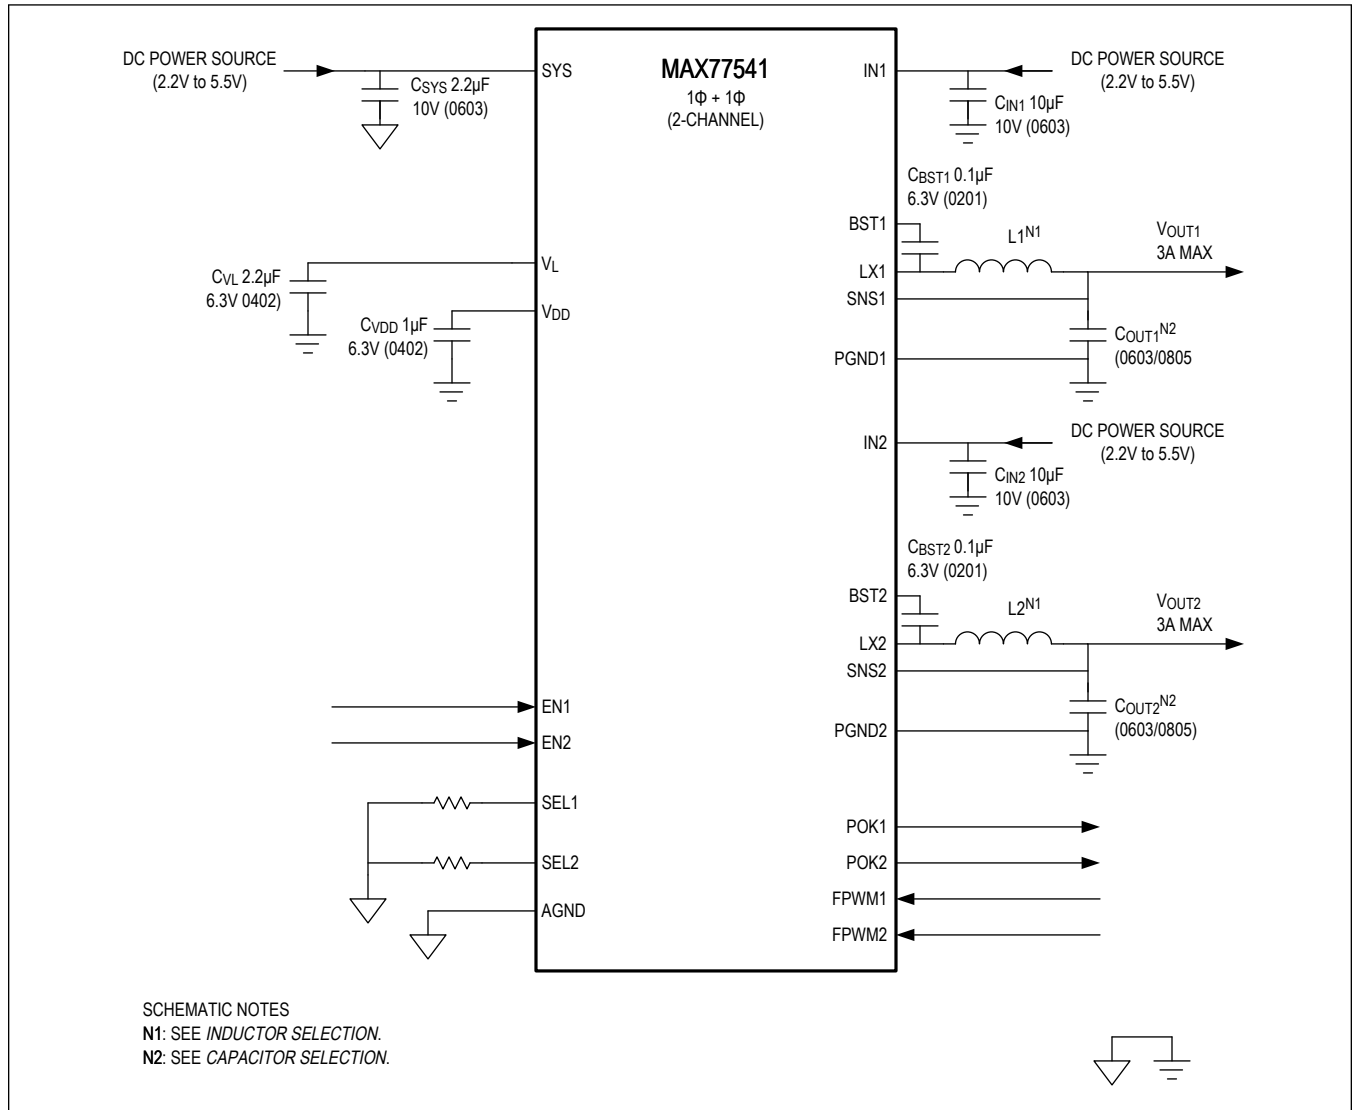 DC POWER SOURCE
(2.2V to 5.5V)
CSYS 2.2µF
10V (0603)
SYS
MAX77541
1Φ + 1Φ
(2-CHANNEL)
IN1
DC POWER SOURCE
(2.2V to 5.5V)
CIN1 10µF
10V (0603)
CBST1 0.1µF
6.3V (0201)
BST1
L1N1
VOUT1
3A MAX
LX1
SNS1
COUT1N2
(0603/0805
PGND1
VL
CVL 2.2µF
6.3V 0402)
VDD
CVDD 1µF
6.3V (0402)
IN2
DC POWER SOURCE
(2.2V to 5.5V)
CIN2 10µF
10V (0603)
CBST2 0.1µF
6.3V (0201)
BST2
L2N1
VOUT2
3A MAX
LX2
SNS2
COUT2N2
(0603/0805)
PGND2
EN1
EN2
SEL1
SEL2
AGND
POK1
POK2
FPWM1
FPWM2
SCHEMATIC NOTES
N1: SEE INDUCTOR SELECTION.
N2: SEE CAPACITOR SELECTION.